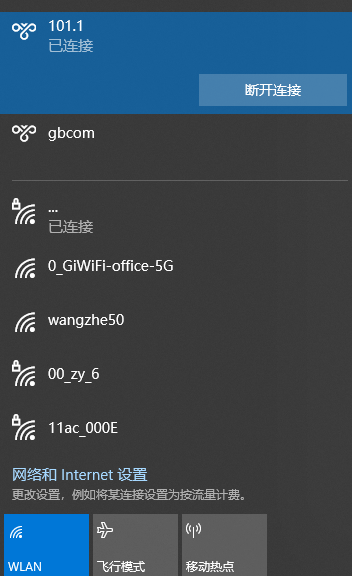 101.1
已连接
断开连接
gbcom
...
已连接
0_GiWiFi-office-5G
wangzhe50
00_zy_6
11ac_000E
网络和 Internet 设置
更改设置，例如将某连接设置为按流量计费。
WLAN
飞行模式
移动热点